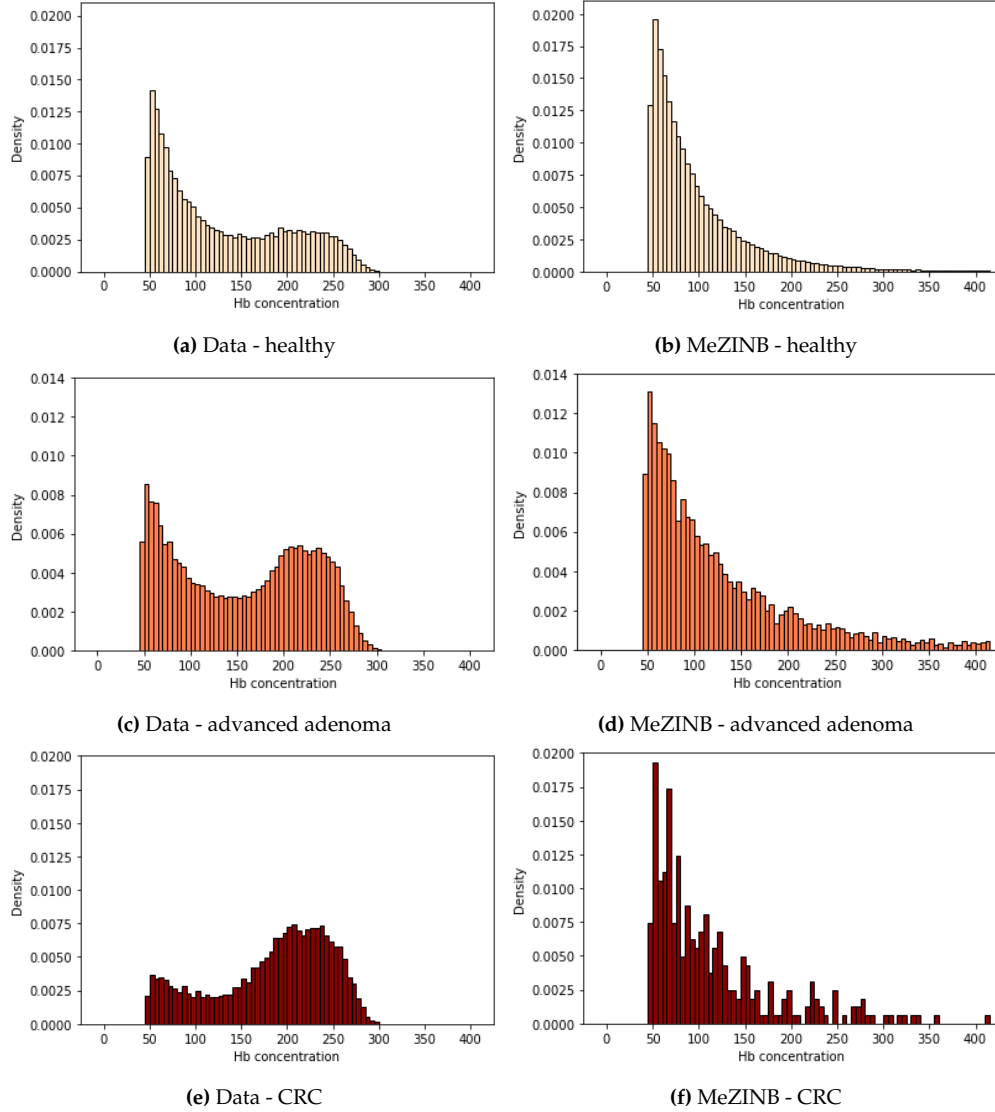 0.0200
0.0175
0.0150
0.0125
0.0100
0.0075
0.0050
0.0025
0.0000
Density
0 50 100 150 200 250 300 350 400
Hb concentration
(a) Data - healthy
0.0200
0.0175
0.0150
0.0125
0.0100
0.0075
0.0050
0.0025
0.0000
Density
0 50 100 150 200 250 300 350 400
Hb concentration
(b) MeZINB - healthy
0.014
0.012
0.010
0.008
0.006
0.004
0.002
0.000
Density
0 50 100 150 200 250 300 350 400
Hb concentration
(c) Data - advanced adenoma
0.014
0.012
0.010
0.008
0.006
0.004
0.002
0.000
Density
0 50 100 150 200 250 300 350 400
Hb concentration
(d) MeZINB - advanced adenoma
0.0200
0.0175
0.0150
0.0125
0.0100
0.0075
0.0050
0.0025
0.0000
Density
0 50 100 150 200 250 300 350 400
Hb concentration
(e) Data - CRC
0.0200
0.0175
0.0150
0.0125
0.0100
0.0075
0.0050
0.0025
0.0000
Density
0 50 100 150 200 250 300 350 400
Hb concentration
(f) MeZINB - CRC